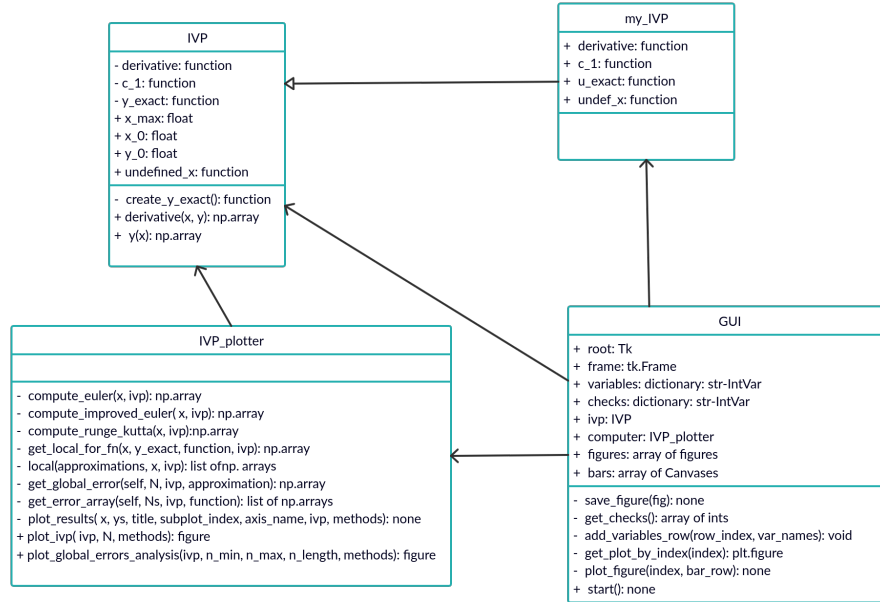 IVP
- derivative: function
- c_1: function
- y_exact: function
+ x_max: float
+ x_0: float
+ y_0: float
+ undefined_x: function
- create_y_exact(): function
+ derivative(x, y): np.array
+ y(x): np.array
my_IVP
+ derivative: function
+ c_1: function
+ u_exact: function
+ undef_x: function
IVP_plotter
- compute_euler(x, ivp): np.array
- compute_improved_euler( x, ivp): np.array
- compute_runge_kutta(x, ivp):np.array
- get_local_for_fn(x, y_exact, function, ivp): np.array
- local(approximations, x, ivp): list ofnp. arrays
- get_global_error(self, N, ivp, approximation): np.array
- get_error_array(self, Ns, ivp, function): list of np.arrays
- plot_results( x, ys, title, subplot_index, axis_name, ivp, methods): none
+ plot_ivp( ivp, N, methods): figure
+ plot_global_errors_analysis(ivp, n_min, n_max, n_length, methods): figure
GUI
+ root: Tk
+ frame: tk.Frame
+ variables: dictionary: str-IntVar
+ checks: dictionary: str-IntVar
+ ivp: IVP
+ computer: IVP_plotter
+ figures: array of figures
+ bars: array of Canvases
- save_figure(fig): none
- get_checks(): array of ints
- add_variables_row(row_index, var_names): void
- get_plot_by_index(index): plt.figure
- plot_figure(index, bar_row): none
+ start(): none